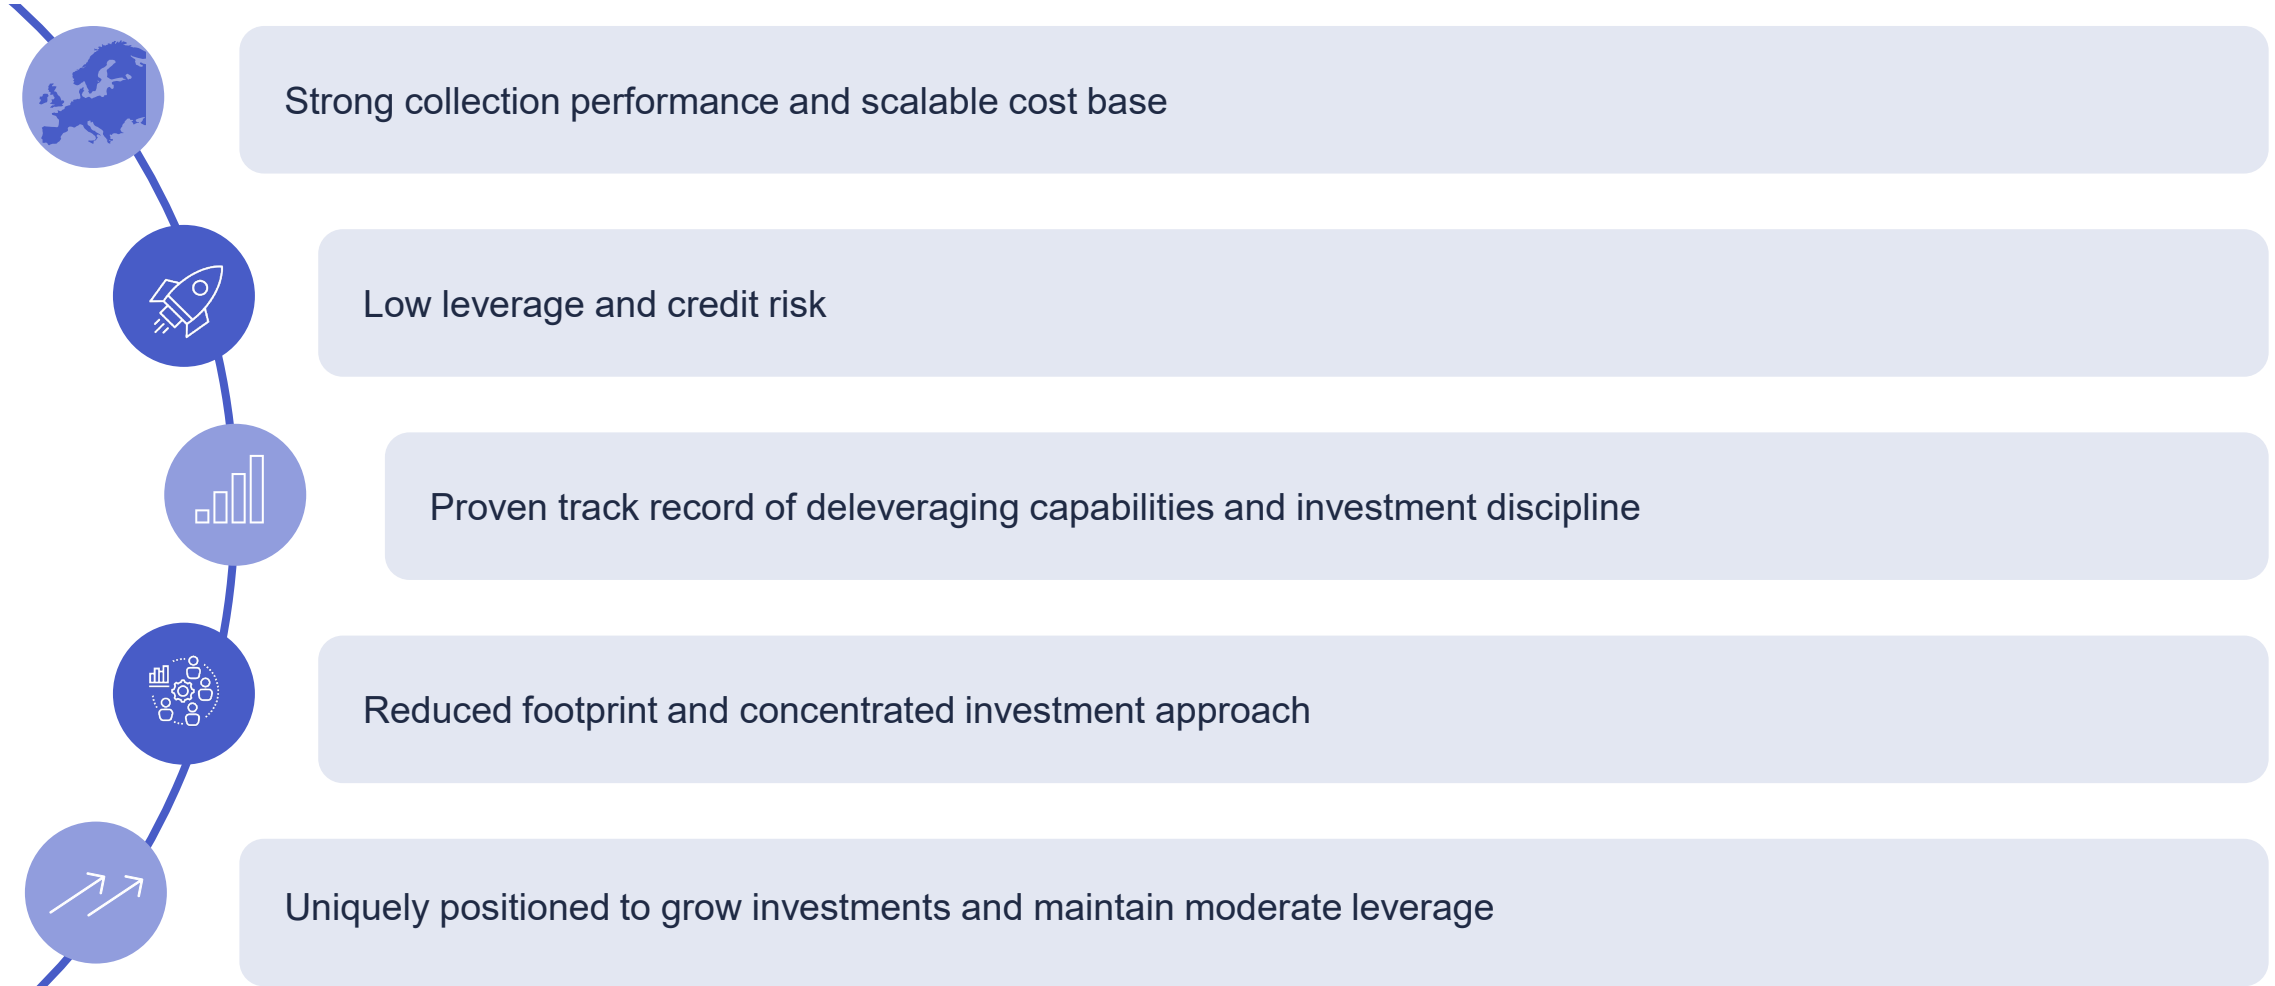 Strong collection performance and scalable cost base
Low leverage and credit risk
Proven track record of deleveraging capabilities and investment discipline
Reduced footprint and concentrated investment approach
Uniquely positioned to grow investments and maintain moderate leverage